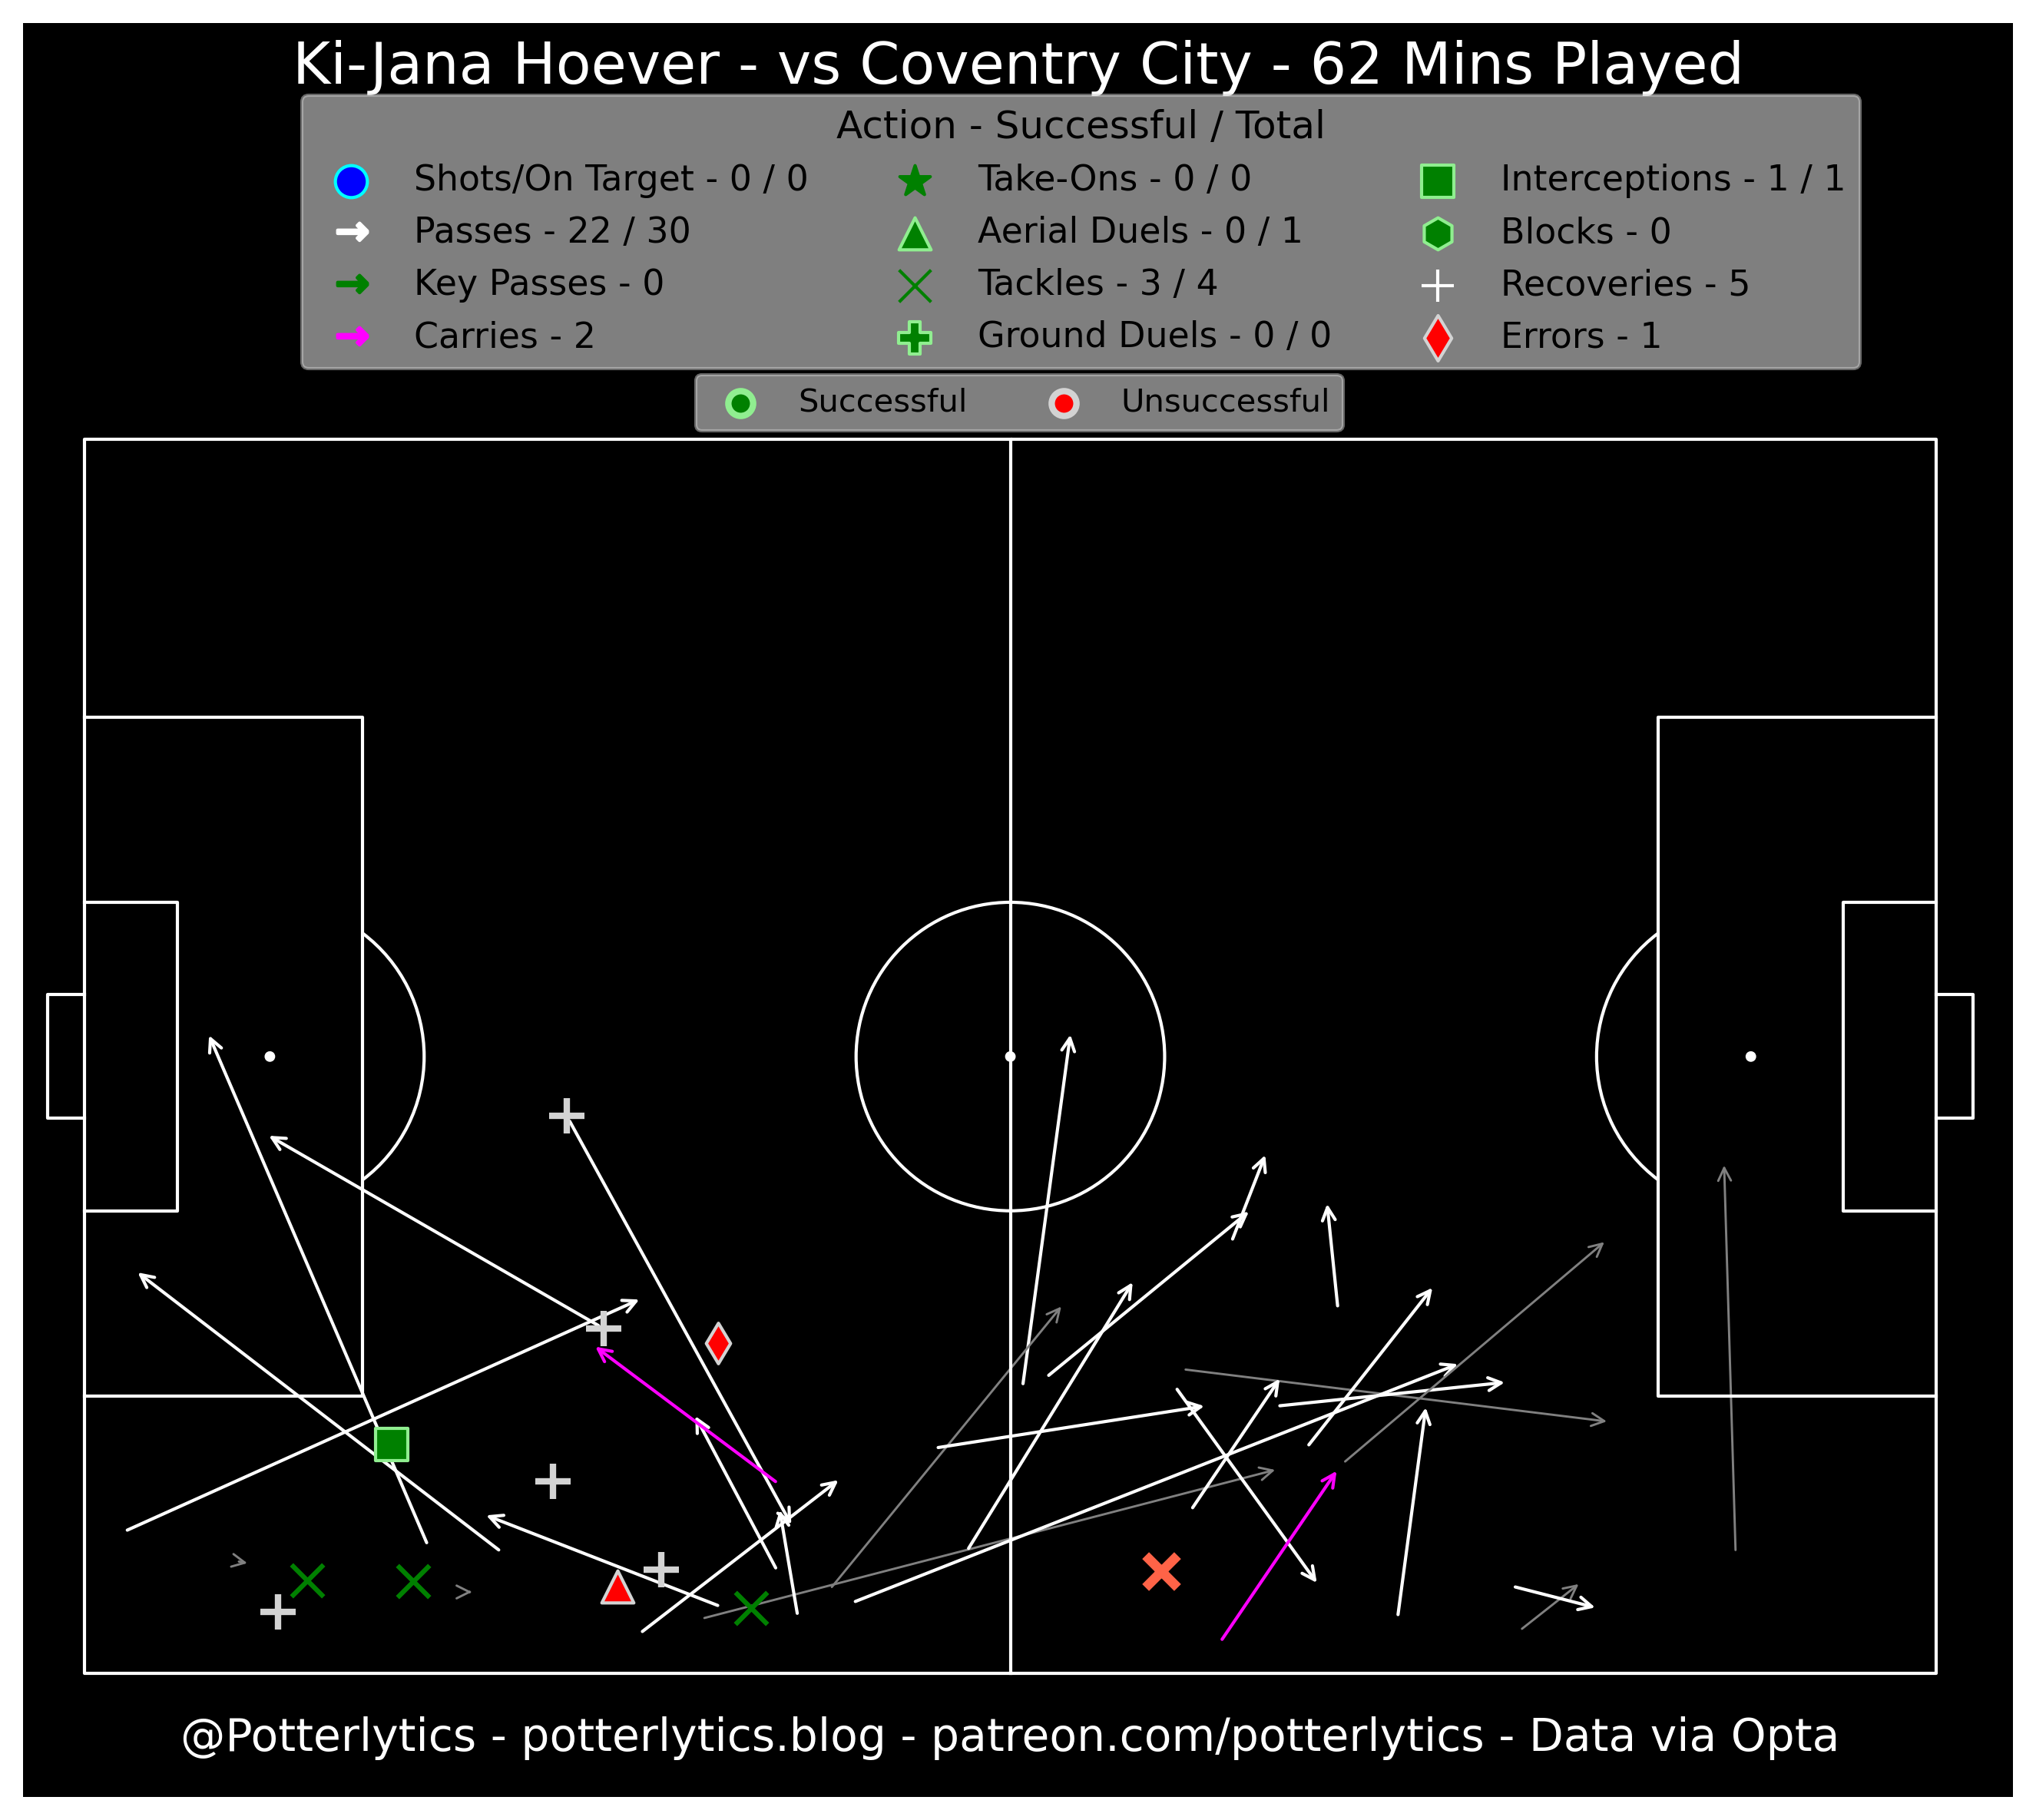 Ki-Jana Hoever - vs Coventry City - 62 Mins Played
Action - Successful / Total
Shots/On Target - 0 / 0
Passes - 22 / 30
Key Passes - 0
Carries - 2
Take-Ons - 0 / 0
Aerial Duels - 0 / 1
Tackles - 3 / 4
Ground Duels - 0 / 0
Interceptions - 1 / 1
Blocks - 0
Recoveries - 5
Errors - 1
Successful
Unsuccessful
@Potterlytics - potterlytics.blog - patreon.com/potterlytics - Data via Opta